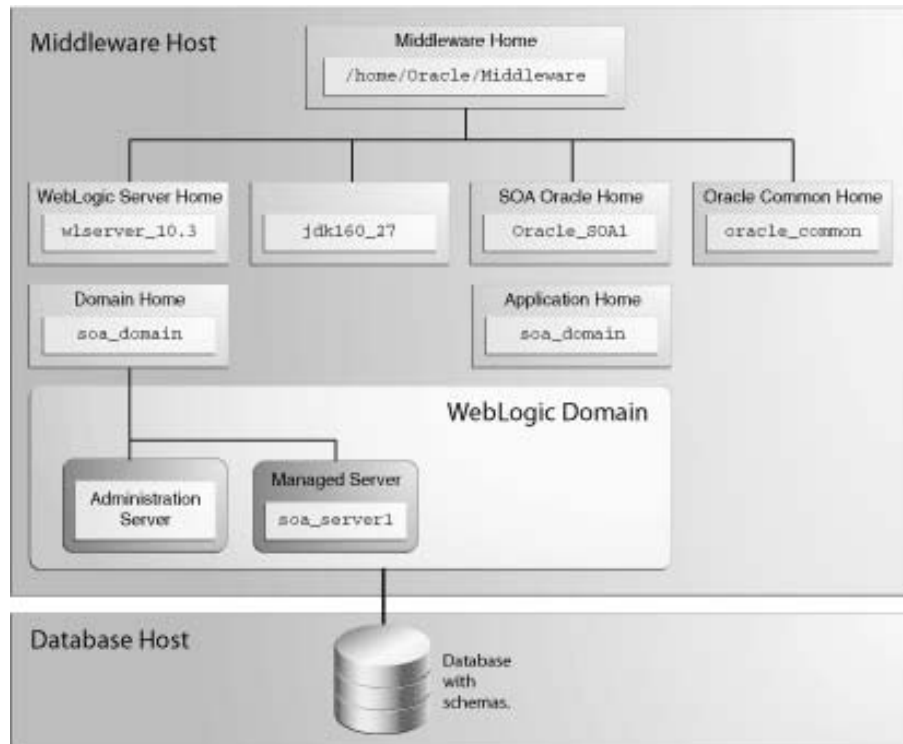 Middleware Host
Middleware Home
/home/Oracle/Middleware
WebLogic Server Home
wlserver_10.3
jdk160_27
SOA Oracle Home
Oracle_SOA1
Oracle Common Home
oracle_common
Domain Home
soa_domain
Application Home
soa_domain
WebLogic Domain
Administration
Server
Managed Server
soa_server1
Database Host
Database
with
schemas.